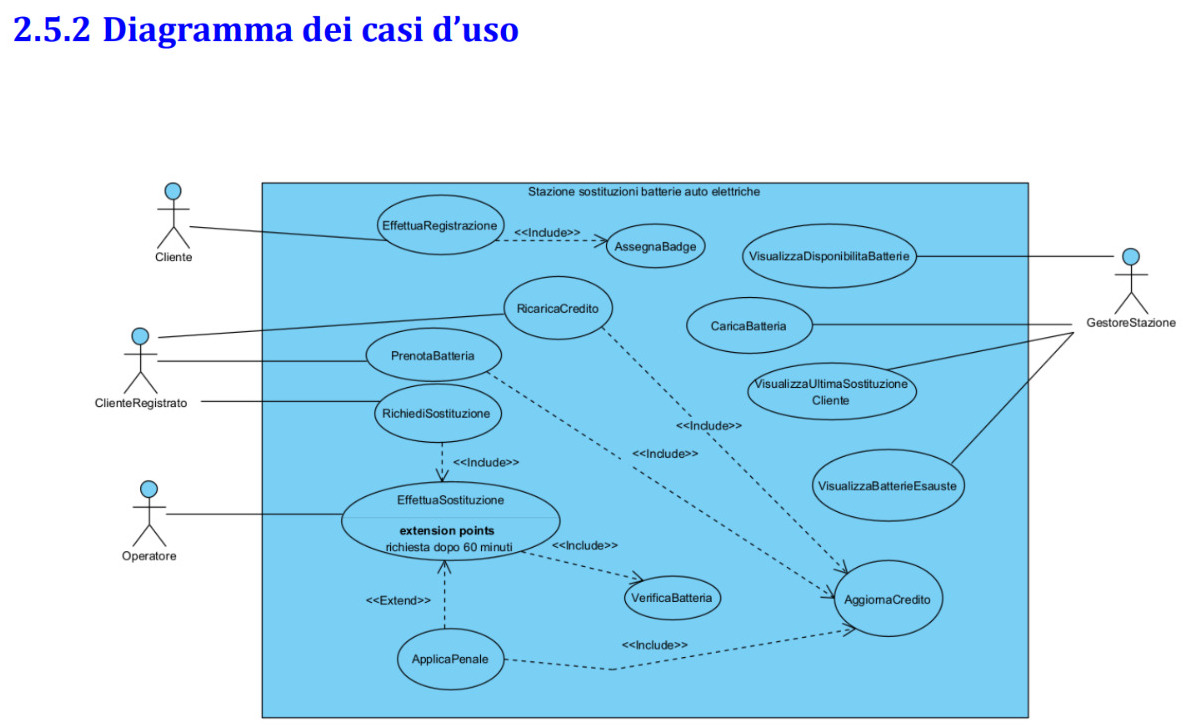 2.5.2 Diagramma dei casi d’uso
Stazione sostituzioni batterie auto elettriche
Cliente
EffettuaRegistrazione
<<Include>>
AssegnaBadge
VisualizzaDisponibilitaBatterie
GestoreStazione
RicaricaCredito
CaricaBatteria
ClienteRegistrato
PrenotaBatteria
VisualizzaUltimaSostituzione
Cliente
RichiediSostituzione
<<Include>>
<<Include>>
<<Include>>
VisualizzaBatterieEsauste
Operatore
EffettuaSostituzione
extension points
richiesta dopo 60 minuti
<<Include>>
VerificaBatteria
AggiornaCredito
<<Extend>>
ApplicaPenale
<<Include>>